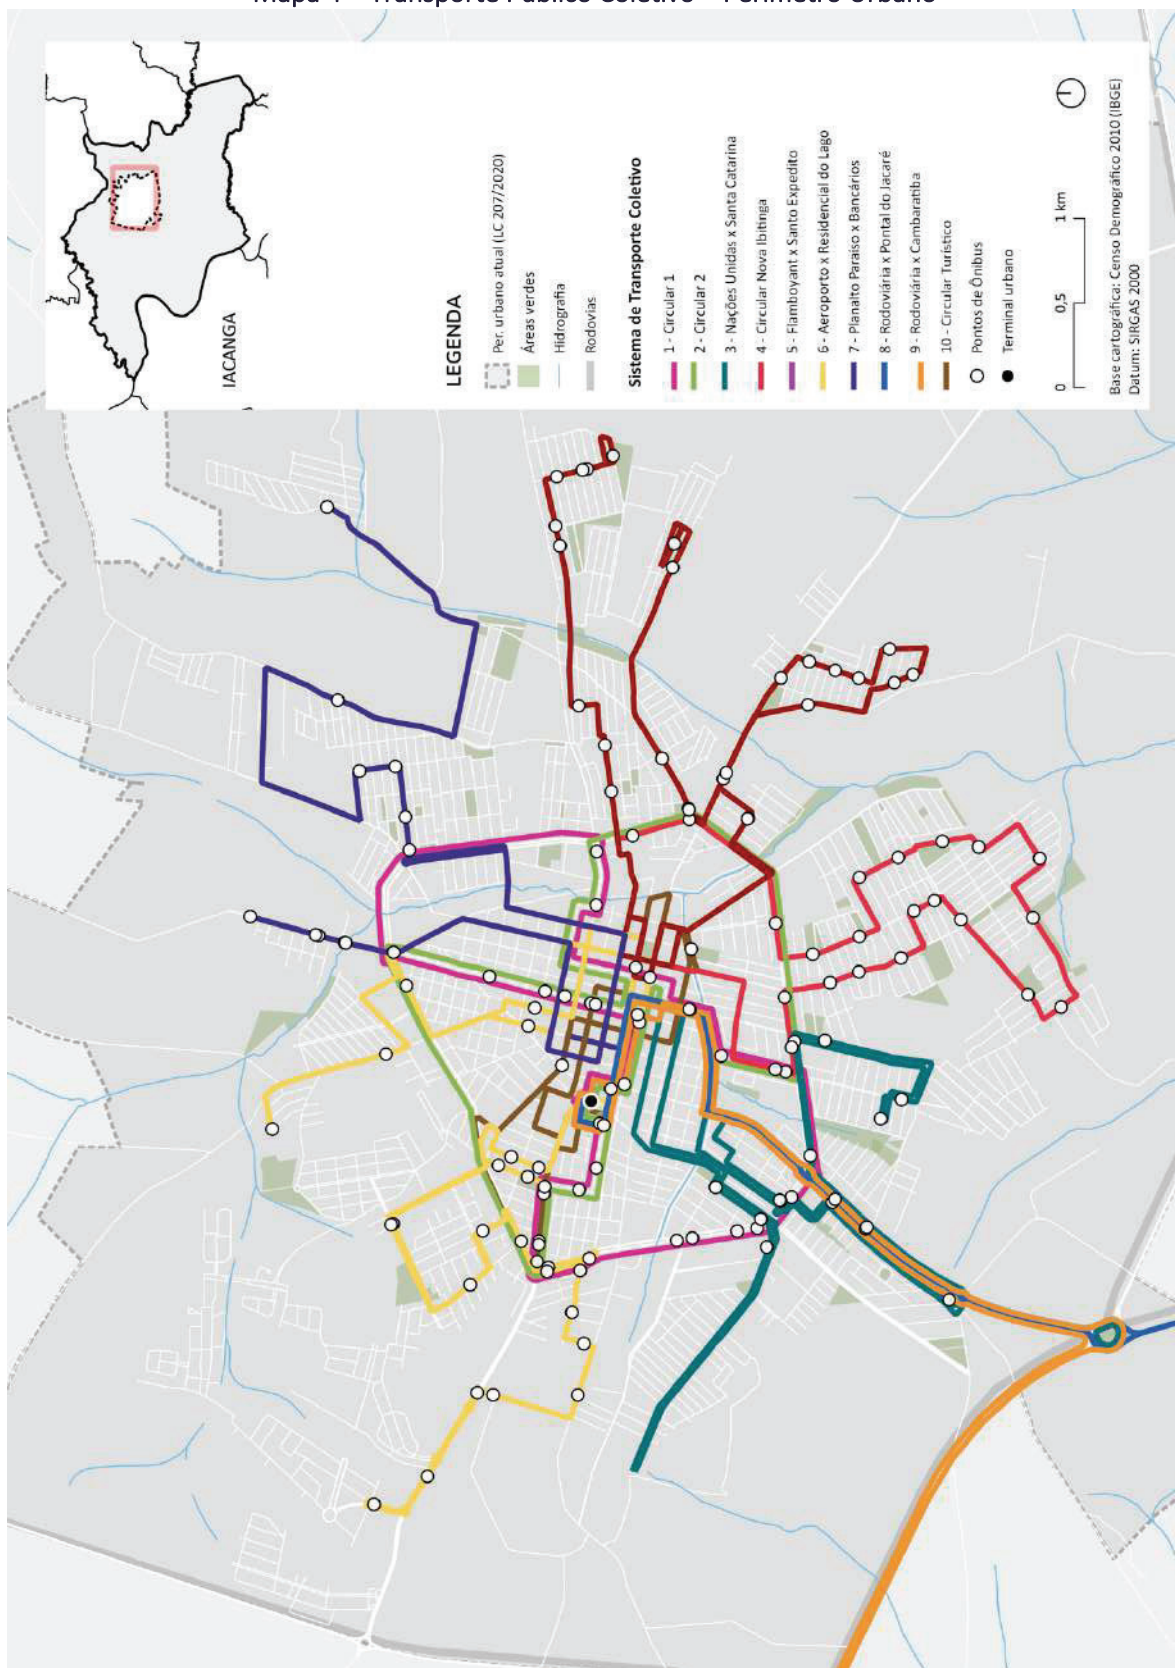 Mapa 4 - Transporte Público Coletivo - Perímetro Urbano
IACANGA
LEGENDA
Per. urbano atual (LC 207/2020)
Áreas verdes
Hidrografia
Rodovias
Sistema de Transporte Coletivo
1 - Circular 1
2 - Circular 2
3 - Nações Unidas x Santa Catarina
4 - Circular Nova Ibitinga
5 - Flamboyant x Santo Expedito
6 - Aeroporto x Residencial do Lago
7 - Planalto Paraíso x Bancários
8 - Rodoviária x Pontal do Jacaré
9 - Rodoviária x Cambaratiba
10 - Circular Turístico
Pontos de Ônibus
Terminal urbano
0 0,5 1 km
Base cartográfica: Censo Demográfico 2010 (IBGE)
Datum: SIRGAS 2000